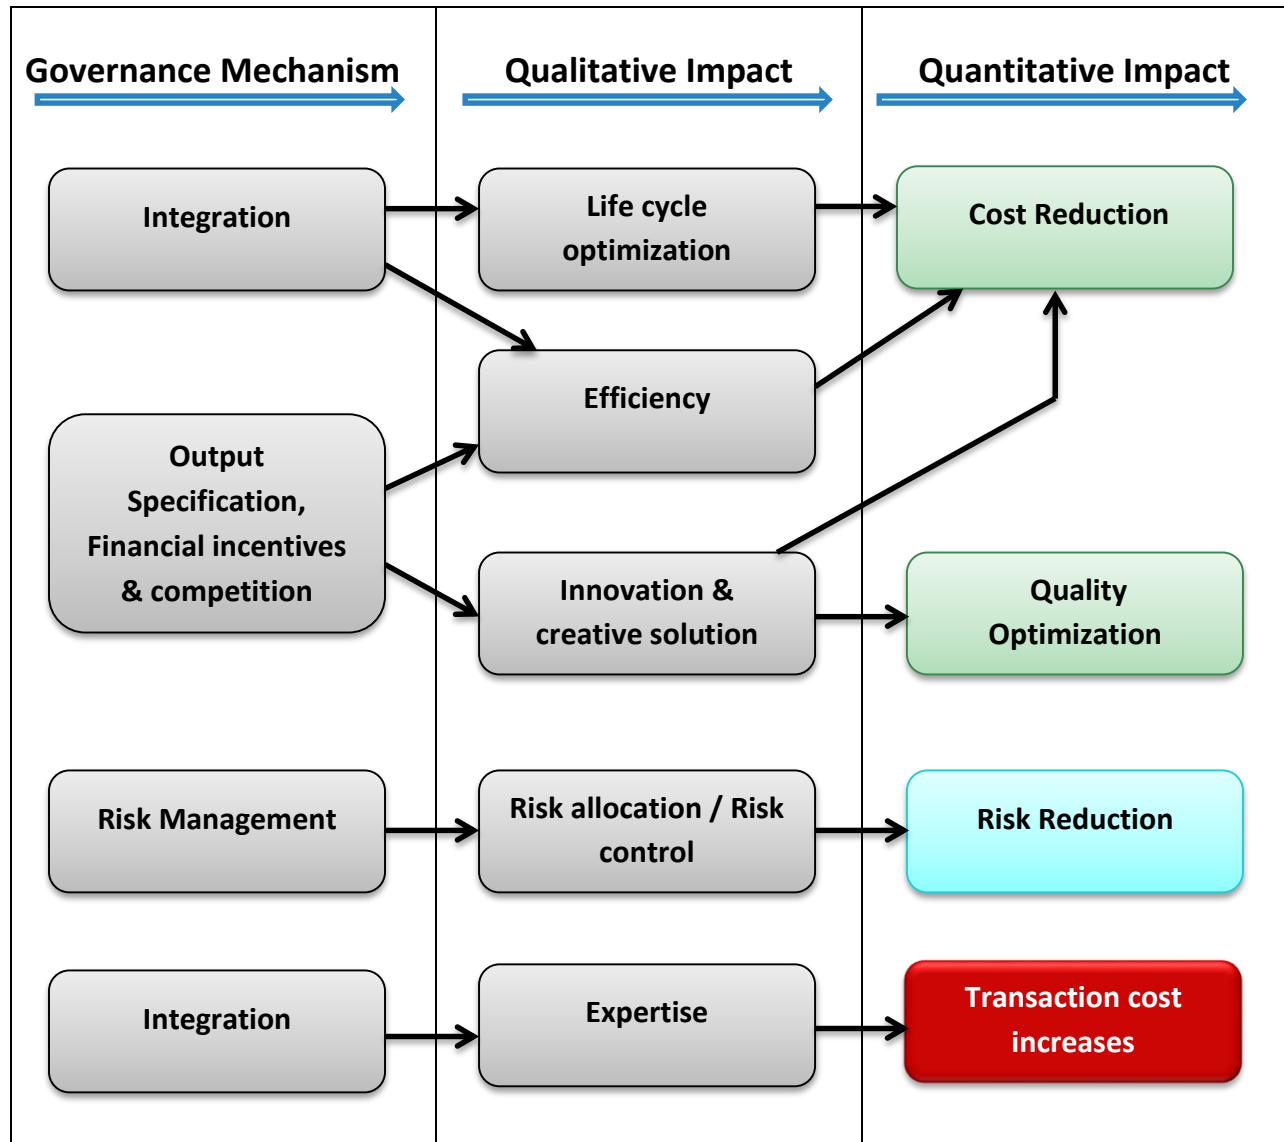 Governance Mechanism
Qualitative Impact
Quantitative Impact
Integration
Life cycle
optimization
Cost Reduction
Efficiency
Output
Specification,
Financial incentives
& competition
Innovation &
creative solution
Quality
Optimization
Risk Management
Risk allocation / Risk
control
Risk Reduction
Integration
Expertise
Transaction cost
increases